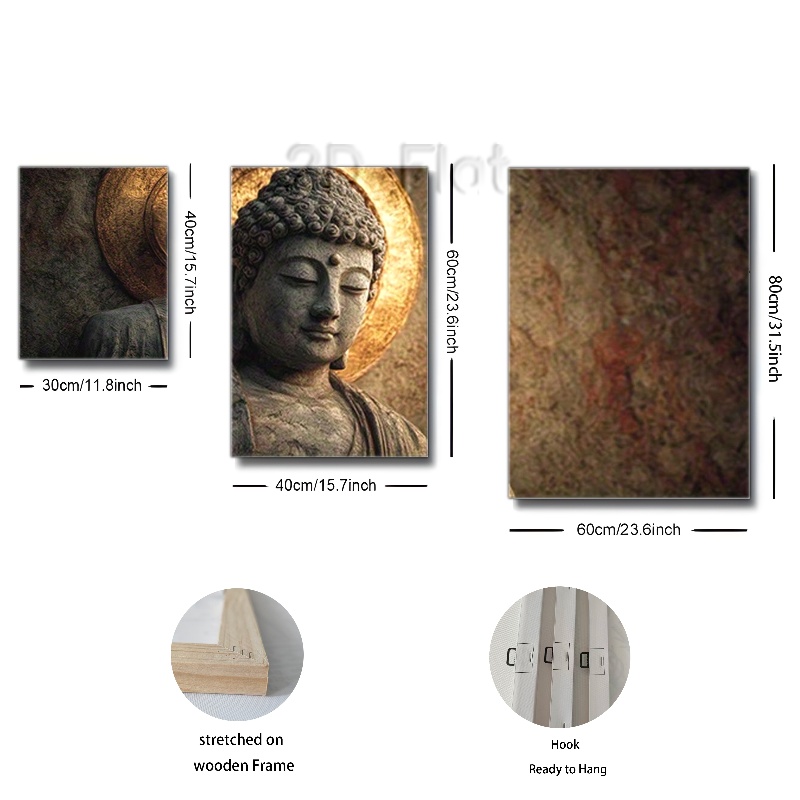 2D Flat
40cm/15.7inch
30cm/11.8inch
60cm/23.6inch
40cm/15.7inch
80cm/31.5inch
60cm/23.6inch
stretched on
wooden Frame
Hook
Ready to Hang